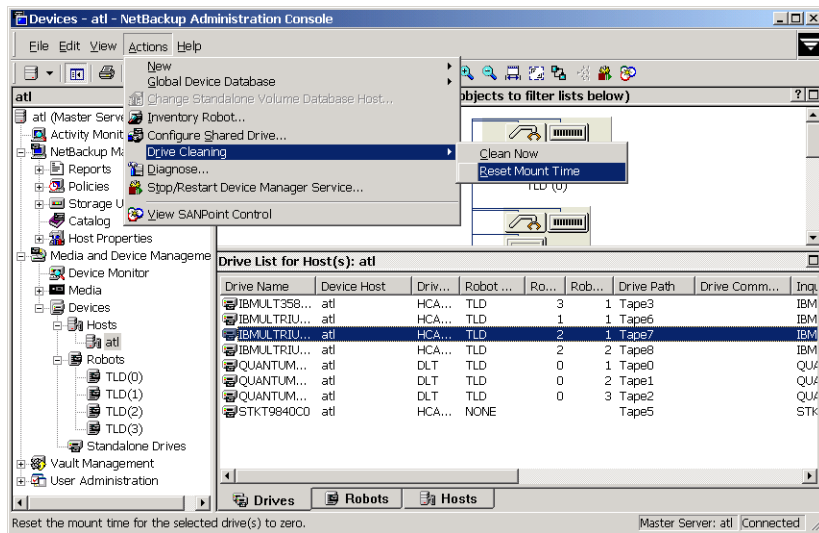 Devices - atl - NetBackup Administration Console
File Edit View Actions Help
New
Global Device Database
Change Standalone Volume Database Host...
Inventory Robot...
Configure Shared Drive...
Drive Cleaning
Diagnose...
Stop/Restart Device Manager Service...
View SANPoint Control
Clean Now
Reset Mount Time
atl
objects to filter lists below)
atl (Master Serve
Activity Monit
NetBackup Ma
Reports
Policies
Storage U
Catalog
Host Properties
Media and Device Manageme
Device Monitor
Media
Devices
Hosts
atl
Robots
TLD(0)
TLD(1)
TLD(2)
TLD(3)
Standalone Drives
Vault Management
User Administration
TLD (0)
Drive List for Host(s): atl
Drive Name Device Host Driv... Robot ... Ro... Rob... Drive Path Drive Comm... Inqu
IBMULT358... atl HCA... TLD 3 1 Tape3 IBM
IBMULTRIU... atl HCA... TLD 1 1 Tape6 IBM
IBMULTRIU... atl HCA... TLD 2 1 Tape7 IBM
IBMULTRIU... atl HCA... TLD 2 2 Tape8 IBM
QUANTUM... atl DLT TLD 0 1 Tape0 QUA
QUANTUM... atl DLT TLD 0 2 Tape1 QUA
QUANTUM... atl DLT TLD 0 3 Tape2 QUA
STKT9840C0 atl HCA... NONE Tape5 STK
Drives Robots Hosts
Reset the mount time for the selected drive(s) to zero. Master Server: atl Connected